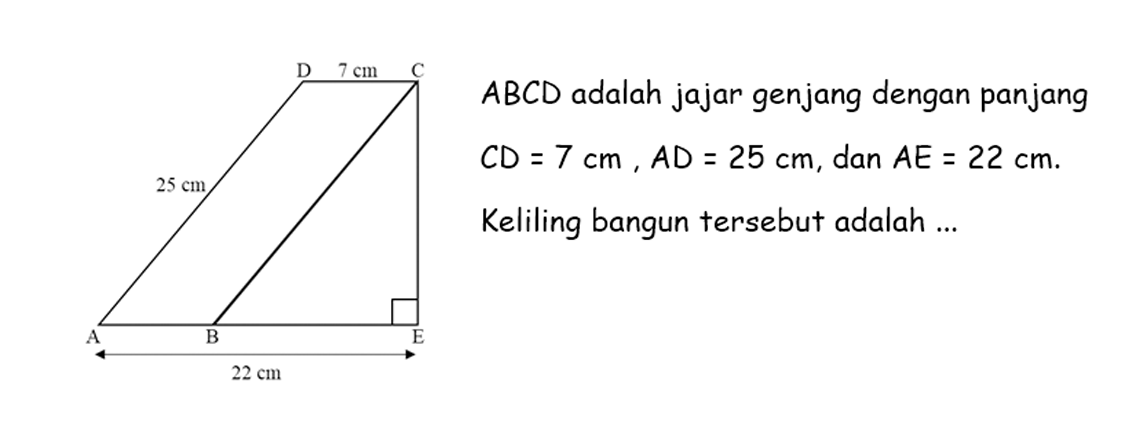 D 7 cm C
25 cm
A B E
22 cm
ABCD adalah jajar genjang dengan panjang
CD = 7 cm , AD = 25 cm, dan AE = 22 cm.
Keliling bangun tersebut adalah ...